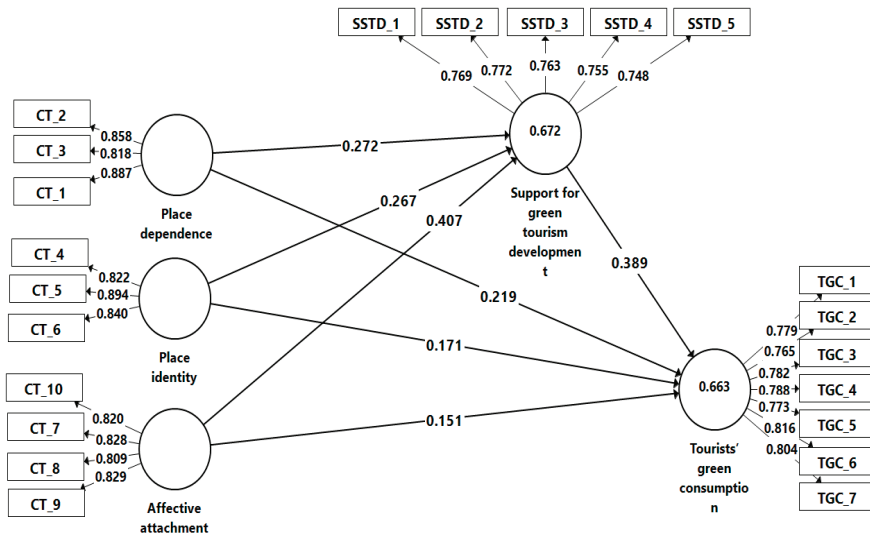 SSTD_1
SSTD_2
SSTD_3
SSTD_4
SSTD_5
0.769
0.772
0.763
0.755
0.748
CT_2
CT_3
CT_1
0.858
0.818
0.887
Place
dependence
0.272
0.672
Support for
green
tourism
developmen
t
0.267
0.407
0.389
0.219
CT_4
CT_5
CT_6
0.822
0.894
0.840
Place
identity
0.171
0.151
CT_10
CT_7
CT_8
CT_9
0.820
0.828
0.809
0.829
Affective
attachment
0.663
Tourists'
green
consumptio
n
0.779
0.765
0.782
0.788
0.773
0.816
0.804
TGC_1
TGC_2
TGC_3
TGC_4
TGC_5
TGC_6
TGC_7